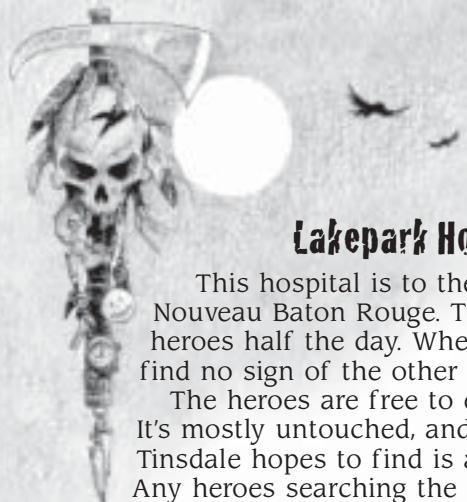 Lakepark Ho
This hospital is to the
Nouveau Baton Rouge. T
heroes half the day. Whe
find no sign of the other
The heroes are free to e
It's mostly untouched, and
Tinsdale hopes to find is a
Any heroes searching the